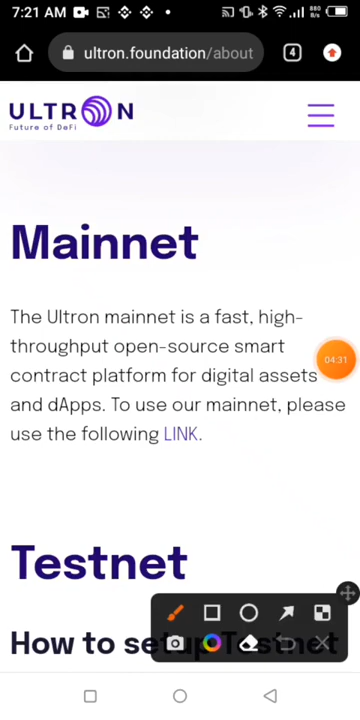 7:21 AM
880 B/s
ultron.foundation/about
4
ULTRON
Future of DeFi
Mainnet
The Ultron mainnet is a fast, high-
throughput open-source smart
contract platform for digital assets
and dApps. To use our mainnet, please
use the following LINK.
04:31
Testnet
How to setup Testnet